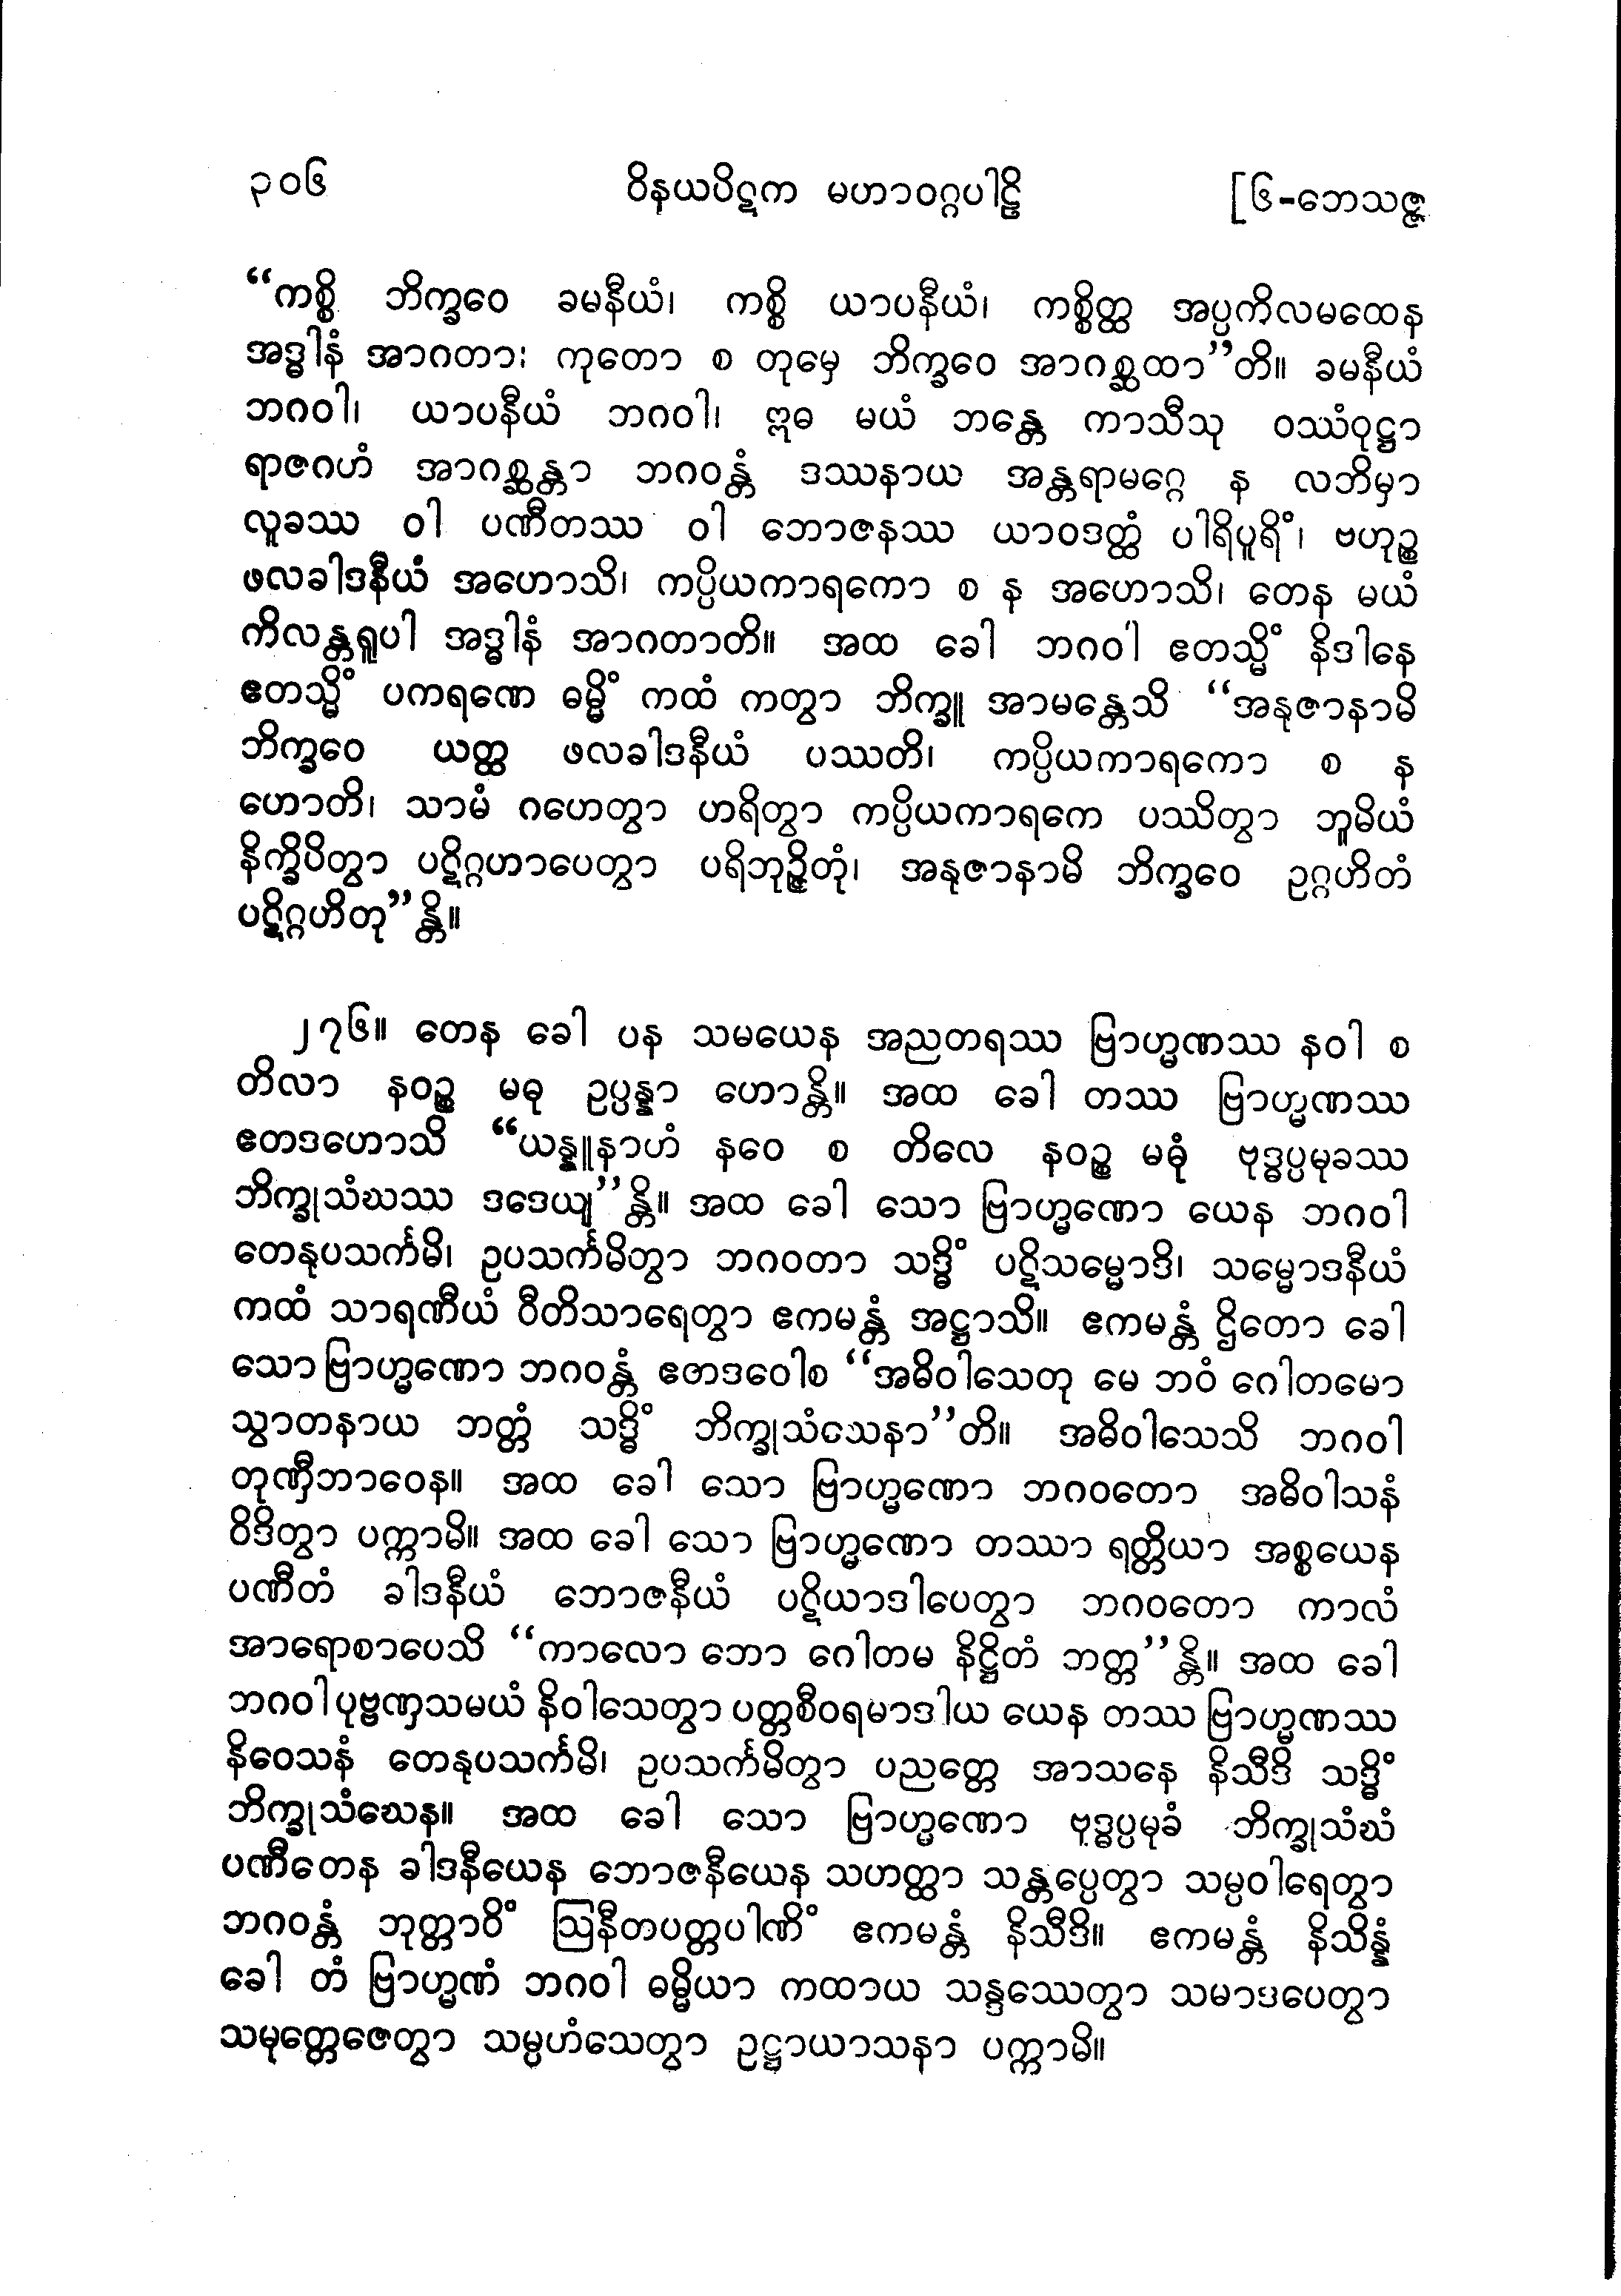 ၃၀၆ ဝိနယပိဋက မဟာဝဂ္ဂပါဠိ [၆-ဘေသဇ္ဇ
“ကစ္စိ ဘိက္ခဝေ ခမနီယံ၊ ကစ္စိ ယာပနီယံ၊ ကစ္စိတ္ထ အပ္ပကိလမထေန
အဒ္ဓါနံ အာဂတာ၊ ကုတော စ တုမှေ ဘိက္ခဝေ အာဂစ္ဆထာ”တိ။ ခမနီယံ
ဘဂဝါ၊ ယာပနီယံ ဘဂဝါ၊ ဣဓ မယံ ဘန္တေ ကာသီသု ဝဿံဝုဋ္ဌာ
ရာဇဂဟံ အာဂစ္ဆန္တာ ဘဂဝန္တံ ဒဿနာယ အန္တရာမဂ္ဂေ န လဘိမှာ
လူခဿ ဝါ ပဏီတဿ ဝါ ဘောဇနဿ ယာဝဒတ္ထံ ပါရိပူရိံ၊ ဗဟုဉ္စ
ဖလခါဒနီယံ အဟောသိ၊ ကပ္ပိယကာရကော စ န အဟောသိ၊ တေန မယံ
ကိလန္တရူပါ အဒ္ဓါနံ အာဂတာတိ။ အထ ခေါ ဘဂဝါ ဧတသ္မိံ နိဒါနေ
ဧတသ္မိံ ပကရဏေ ဓမ္မိံ ကထံ ကတွာ ဘိက္ခူ အာမန္တေသိ “အနုဇာနာမိ
ဘိက္ခဝေ ယတ္ထ ဖလခါဒနီယံ ပဿတိ၊ ကပ္ပိယကာရကော စ န
ဟောတိ၊ သာမံ ဂဟေတွာ ဟရိတွာ ကပ္ပိယကာရကေ ပဿိတွာ ဘူမိယံ
နိက္ခိပိတွာ ပဋိဂ္ဂဟာပေတွာ ပရိဘုဉ္ဇိတုံ၊ အနုဇာနာမိ ဘိက္ခဝေ ဥဂ္ဂဟိတံ
ပဋိဂ္ဂဟိတု”န္တိ။
၂၇၆။ တေန ခေါ ပန သမယေန အညတရဿ ဗြာဟ္မဏဿ နဝါ စ
တိလာ နဝဉ္စ မဓု ဥပ္ပန္နာ ဟောန္တိ။ အထ ခေါ တဿ ဗြာဟ္မဏဿ
ဧတဒဟောသိ “ယန္နူနာဟံ နဝေ စ တိလေ နဝဉ္စ မဓုံ ဗုဒ္ဓပ္ပမုခဿ
ဘိက္ခုသံဃဿ ဒဒေယျ”န္တိ။ အထ ခေါ သော ဗြာဟ္မဏော ယေန ဘဂဝါ
တေနုပသင်္ကမိ၊ ဥပသင်္ကမိတွာ ဘဂဝတာ သဒ္ဓိံ ပဋိသမ္မောဒိ၊ သမ္မောဒနီယံ
ကထံ သာရဏီယံ ဝီတိသာရေတွာ ဧကမန္တံ အဋ္ဌာသိ။ ဧကမန္တံ ဌိတော ခေါ
သော ဗြာဟ္မဏော ဘဂဝန္တံ ဧတဒဝေါစ “အဓိဝါသေတု မေ ဘဝံ ဂေါတမော
သွာတနာယ ဘတ္တံ သဒ္ဓိံ ဘိက္ခုသံဃေနာ”တိ။ အဓိဝါသေသိ ဘဂဝါ
တုဏှီဘာဝေန။ အထ ခေါ သော ဗြာဟ္မဏော ဘဂဝတော အဓိဝါသနံ
ဝိဒိတွာ ပက္ကာမိ။ အထ ခေါ သော ဗြာဟ္မဏော တဿာ ရတ္တိယာ အစ္စယေန
ပဏီတံ ခါဒနီယံ ဘောဇနီယံ ပဋိယာဒါပေတွာ ဘဂဝတော ကာလံ
အာရောစာပေသိ “ကာလော ဘော ဂေါတမ နိဋ္ဌိတံ ဘတ္တ”န္တိ။ အထ ခေါ
ဘဂဝါ ပုဗ္ဗဏှသမယံ နိဝါသေတွာ ပတ္တစီဝရမာဒါယ ယေန တဿ ဗြာဟ္မဏဿ
နိဝေသနံ တေနုပသင်္ကမိ၊ ဥပသင်္ကမိတွာ ပညတ္တေ အာသနေ နိသီဒိ သဒ္ဓိံ
ဘိက္ခုသံဃေန။ အထ ခေါ သော ဗြာဟ္မဏော ဗုဒ္ဓပ္ပမုခံ ဘိက္ခုသံဃံ
ပဏီတေန ခါဒနီယေန ဘောဇနီယေန သဟတ္ထာ သန္တပ္ပေတွာ သမ္ပဝါရေတွာ
ဘဂဝန္တံ ဘုတ္တာဝိံ ဩနီတပတ္တပါဏိံ ဧကမန္တံ နိသီဒိ။ ဧကမန္တံ နိသိန္နံ
ခေါ တံ ဗြာဟ္မဏံ ဘဂဝါ ဓမ္မိယာ ကထာယ သန္ဒဿေတွာ သမာဒပေတွာ
သမုတ္တေဇေတွာ သမ္ပဟံသေတွာ ဥဋ္ဌာယာသနာ ပက္ကာမိ။